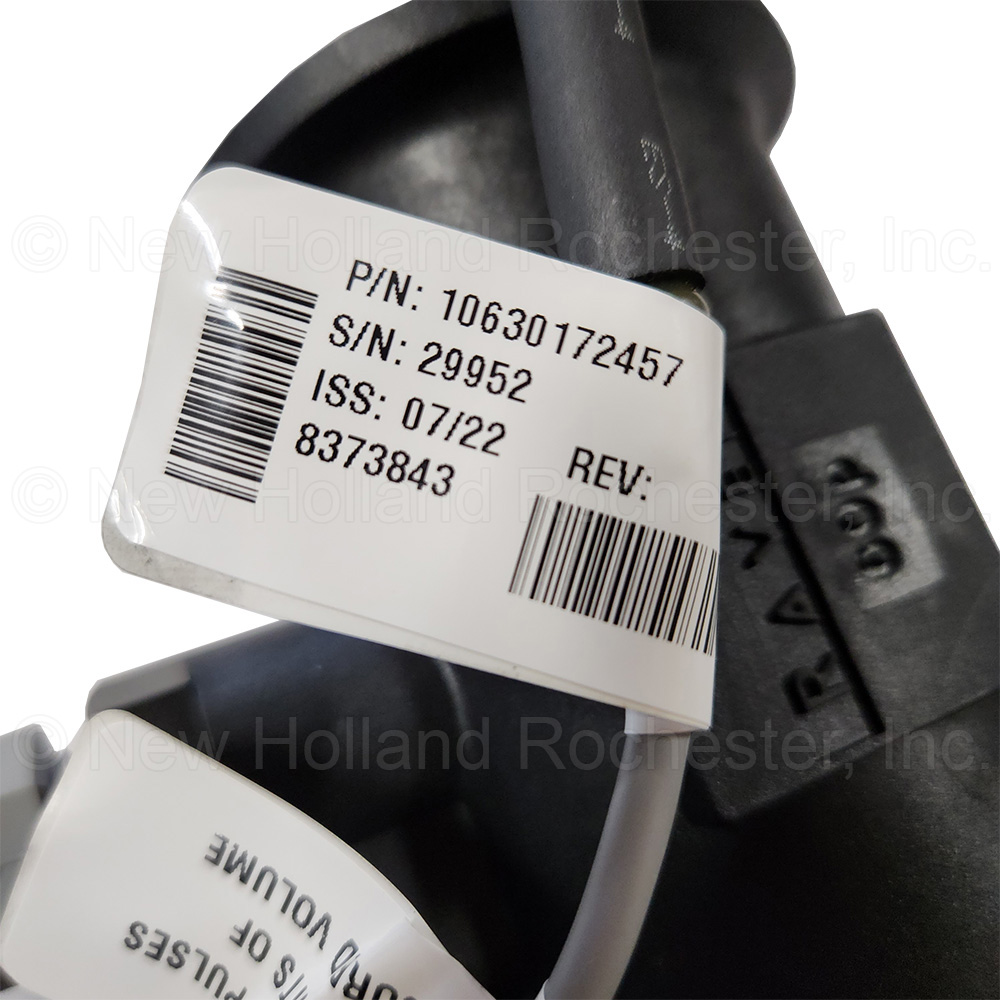 © New Holland Rochester, Inc.
P/N: 10630172457
S/N: 29952
ISS: 07/22
8373843
REV:
© New Holland Rochester, Inc.
RAVE
© New Holland Rochester, Inc.
PULSES
OF
VOLUME